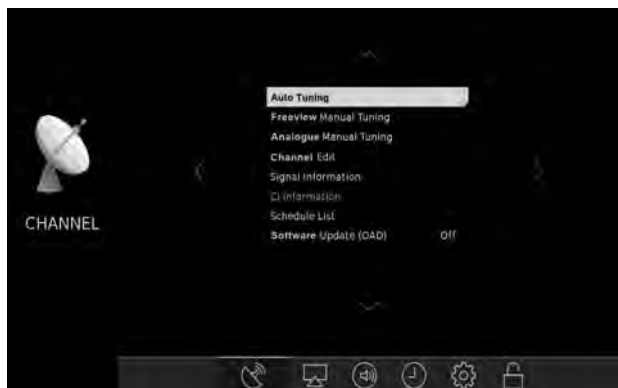 Auto Tuning
Freeview Manual Tuning
Analogue Manual Tuning
Channel Edit
Signal Information
CI Information
Schedule List
Software Update (OAD) Off
CHANNEL